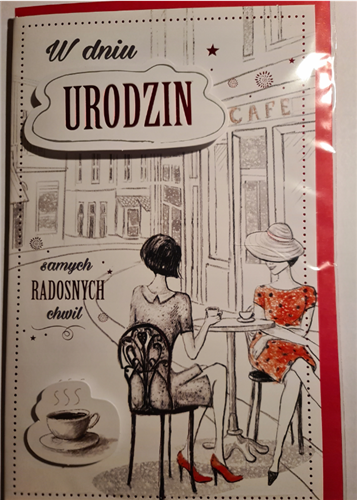 W dniu
URODZIN
CAFE
samych
RADOSNYCH
chwil